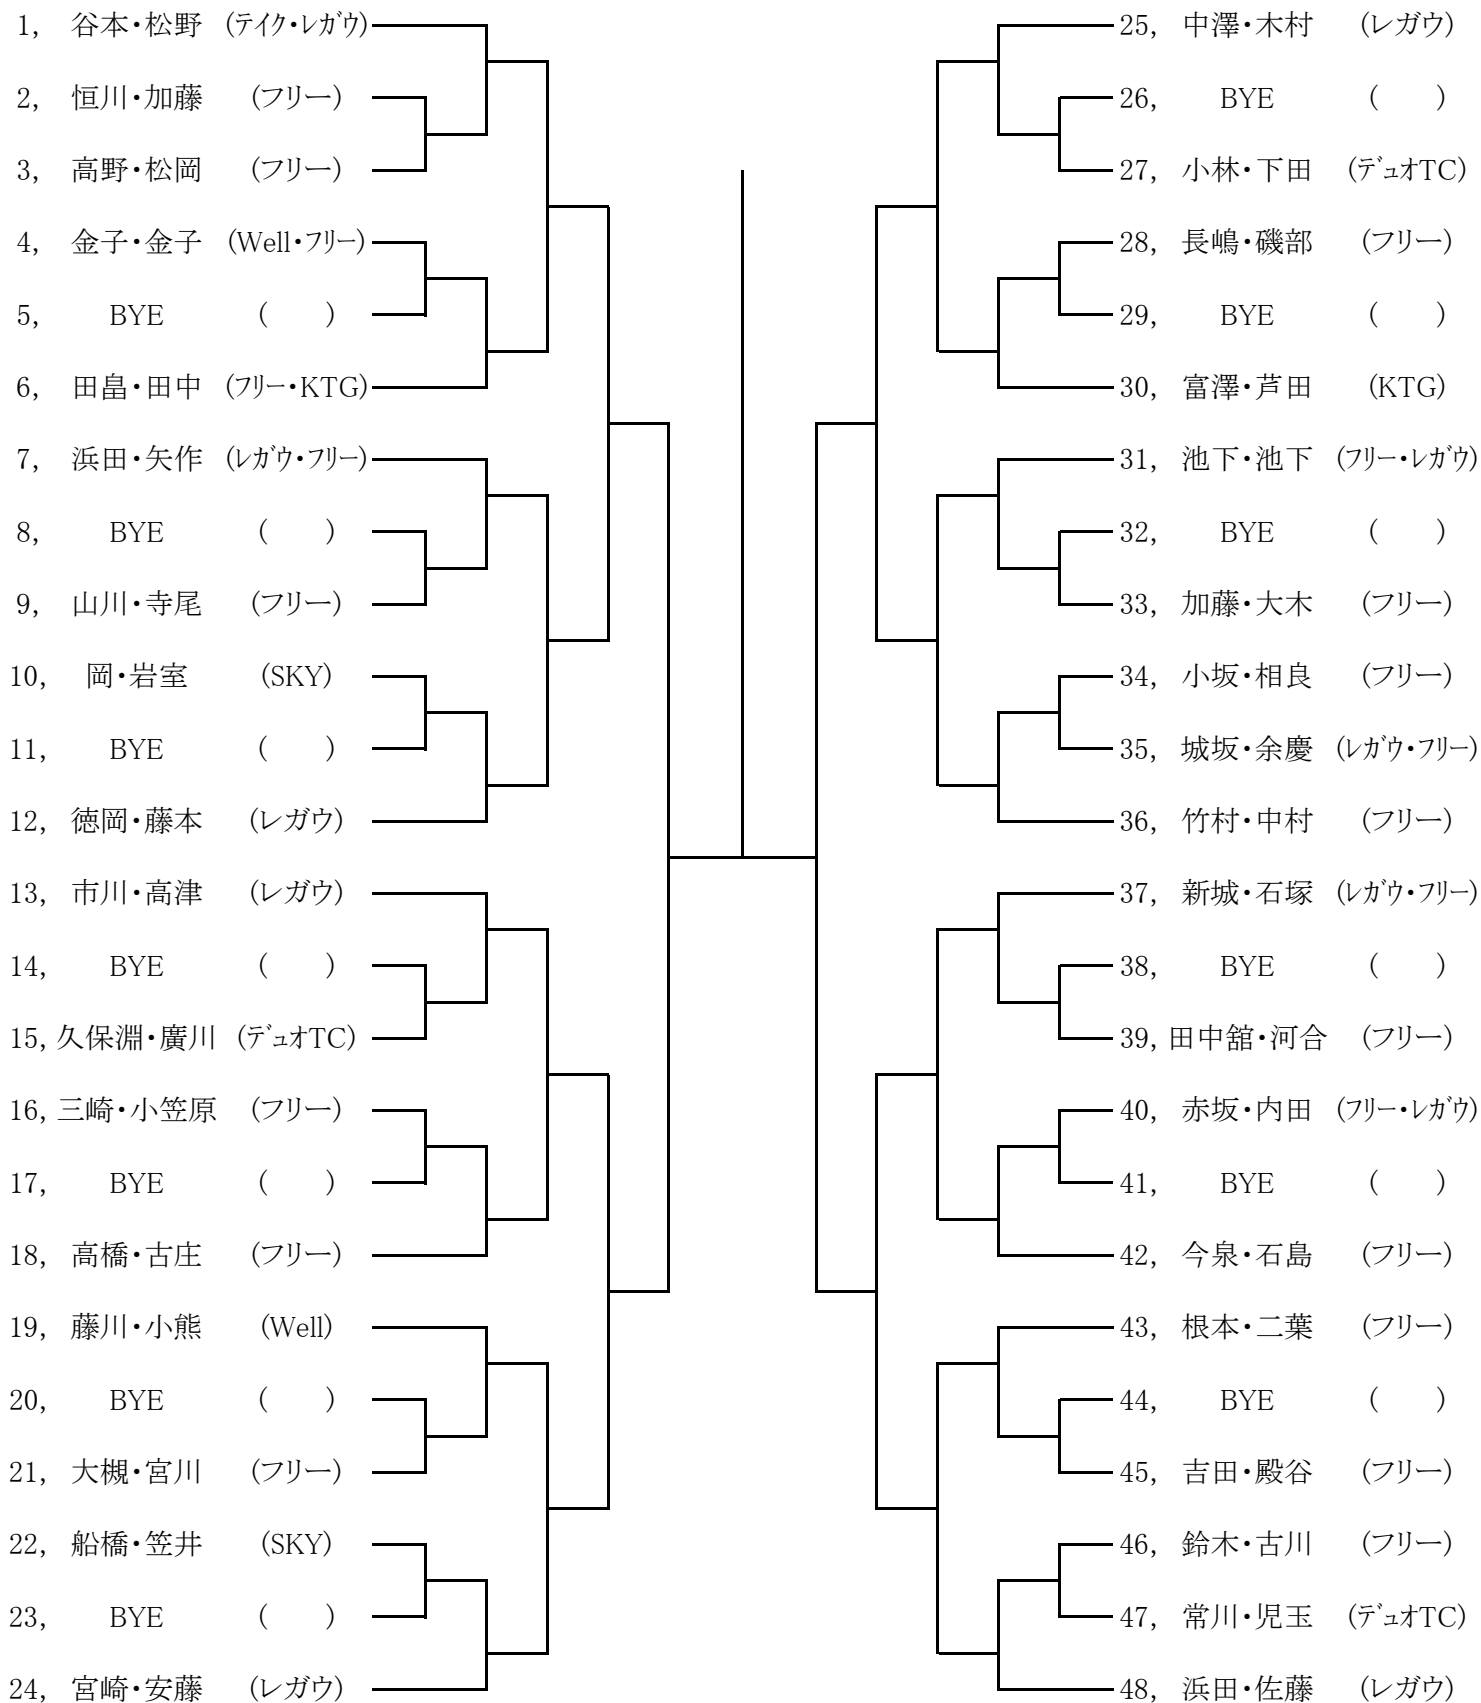 1, 谷本・松野 (テイク・レガウ)
2, 恒川・加藤 (フリー)
3, 高野・松岡 (フリー)
4, 金子・金子 (Well・フリー)
5, BYE ( )
6, 田畠・田中 (フリー・KTG)
7, 浜田・矢作 (レガウ・フリー)
8, BYE ( )
9, 山川・寺尾 (フリー)
10, 岡・岩室 (SKY)
11, BYE ( )
12, 徳岡・藤本 (レガウ)
13, 市川・高津 (レガウ)
14, BYE ( )
15, 久保淵・廣川 (デュオTC)
16, 三崎・小笠原 (フリー)
17, BYE ( )
18, 高橋・古庄 (フリー)
19, 藤川・小熊 (Well)
20, BYE ( )
21, 大槻・宮川 (フリー)
22, 船橋・笠井 (SKY)
23, BYE ( )
24, 宮崎・安藤 (レガウ)
25, 中澤・木村 (レガウ)
26, BYE ( )
27, 小林・下田 (デュオTC)
28, 長嶋・磯部 (フリー)
29, BYE ( )
30, 富澤・芦田 (KTG)
31, 池下・池下 (フリー・レガウ)
32, BYE ( )
33, 加藤・大木 (フリー)
34, 小坂・相良 (フリー)
35, 城坂・余慶 (レガウ・フリー)
36, 竹村・中村 (フリー)
37, 新城・石塚 (レガウ・フリー)
38, BYE ( )
39, 田中舘・河合 (フリー)
40, 赤坂・内田 (フリー・レガウ)
41, BYE ( )
42, 今泉・石島 (フリー)
43, 根本・二葉 (フリー)
44, BYE ( )
45, 吉田・殿谷 (フリー)
46, 鈴木・古川 (フリー)
47, 常川・児玉 (デュオTC)
48, 浜田・佐藤 (レガウ)